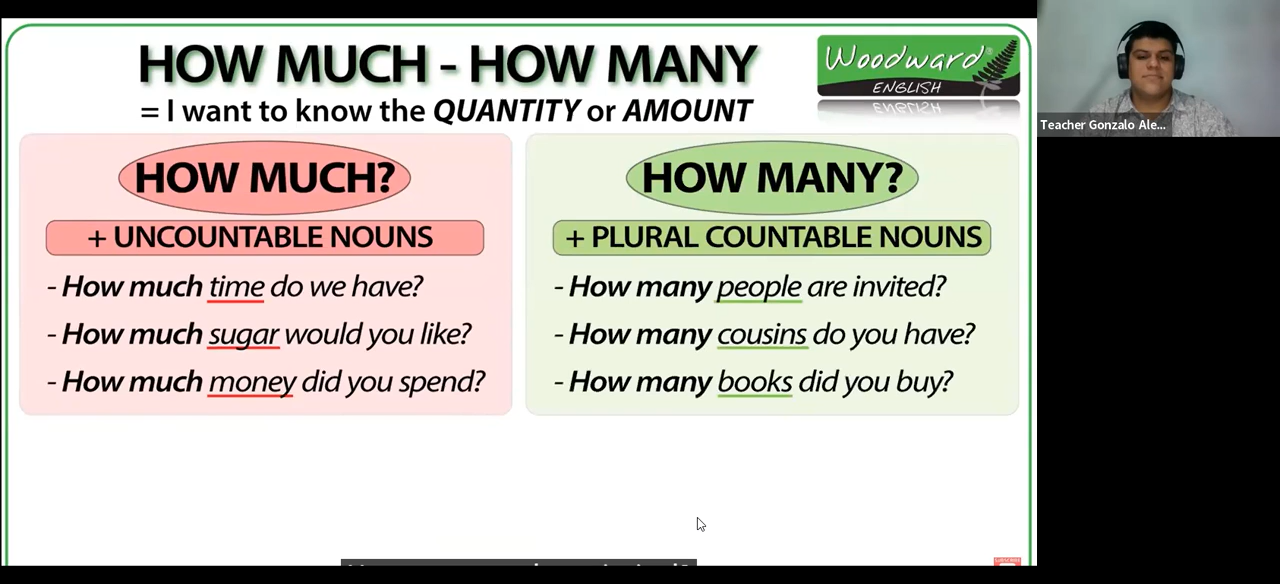 HOW MUCH - HOW MANY
= I want to know the QUANTITY or AMOUNT
Woodward®
ENGLISH
Teacher Gonzalo Ale...
HOW MUCH?
+ UNCOUNTABLE NOUNS
- How much time do we have?
- How much sugar would you like?
- How much money did you spend?
HOW MANY?
+ PLURAL COUNTABLE NOUNS
- How many people are invited?
- How many cousins do you have?
- How many books did you buy?